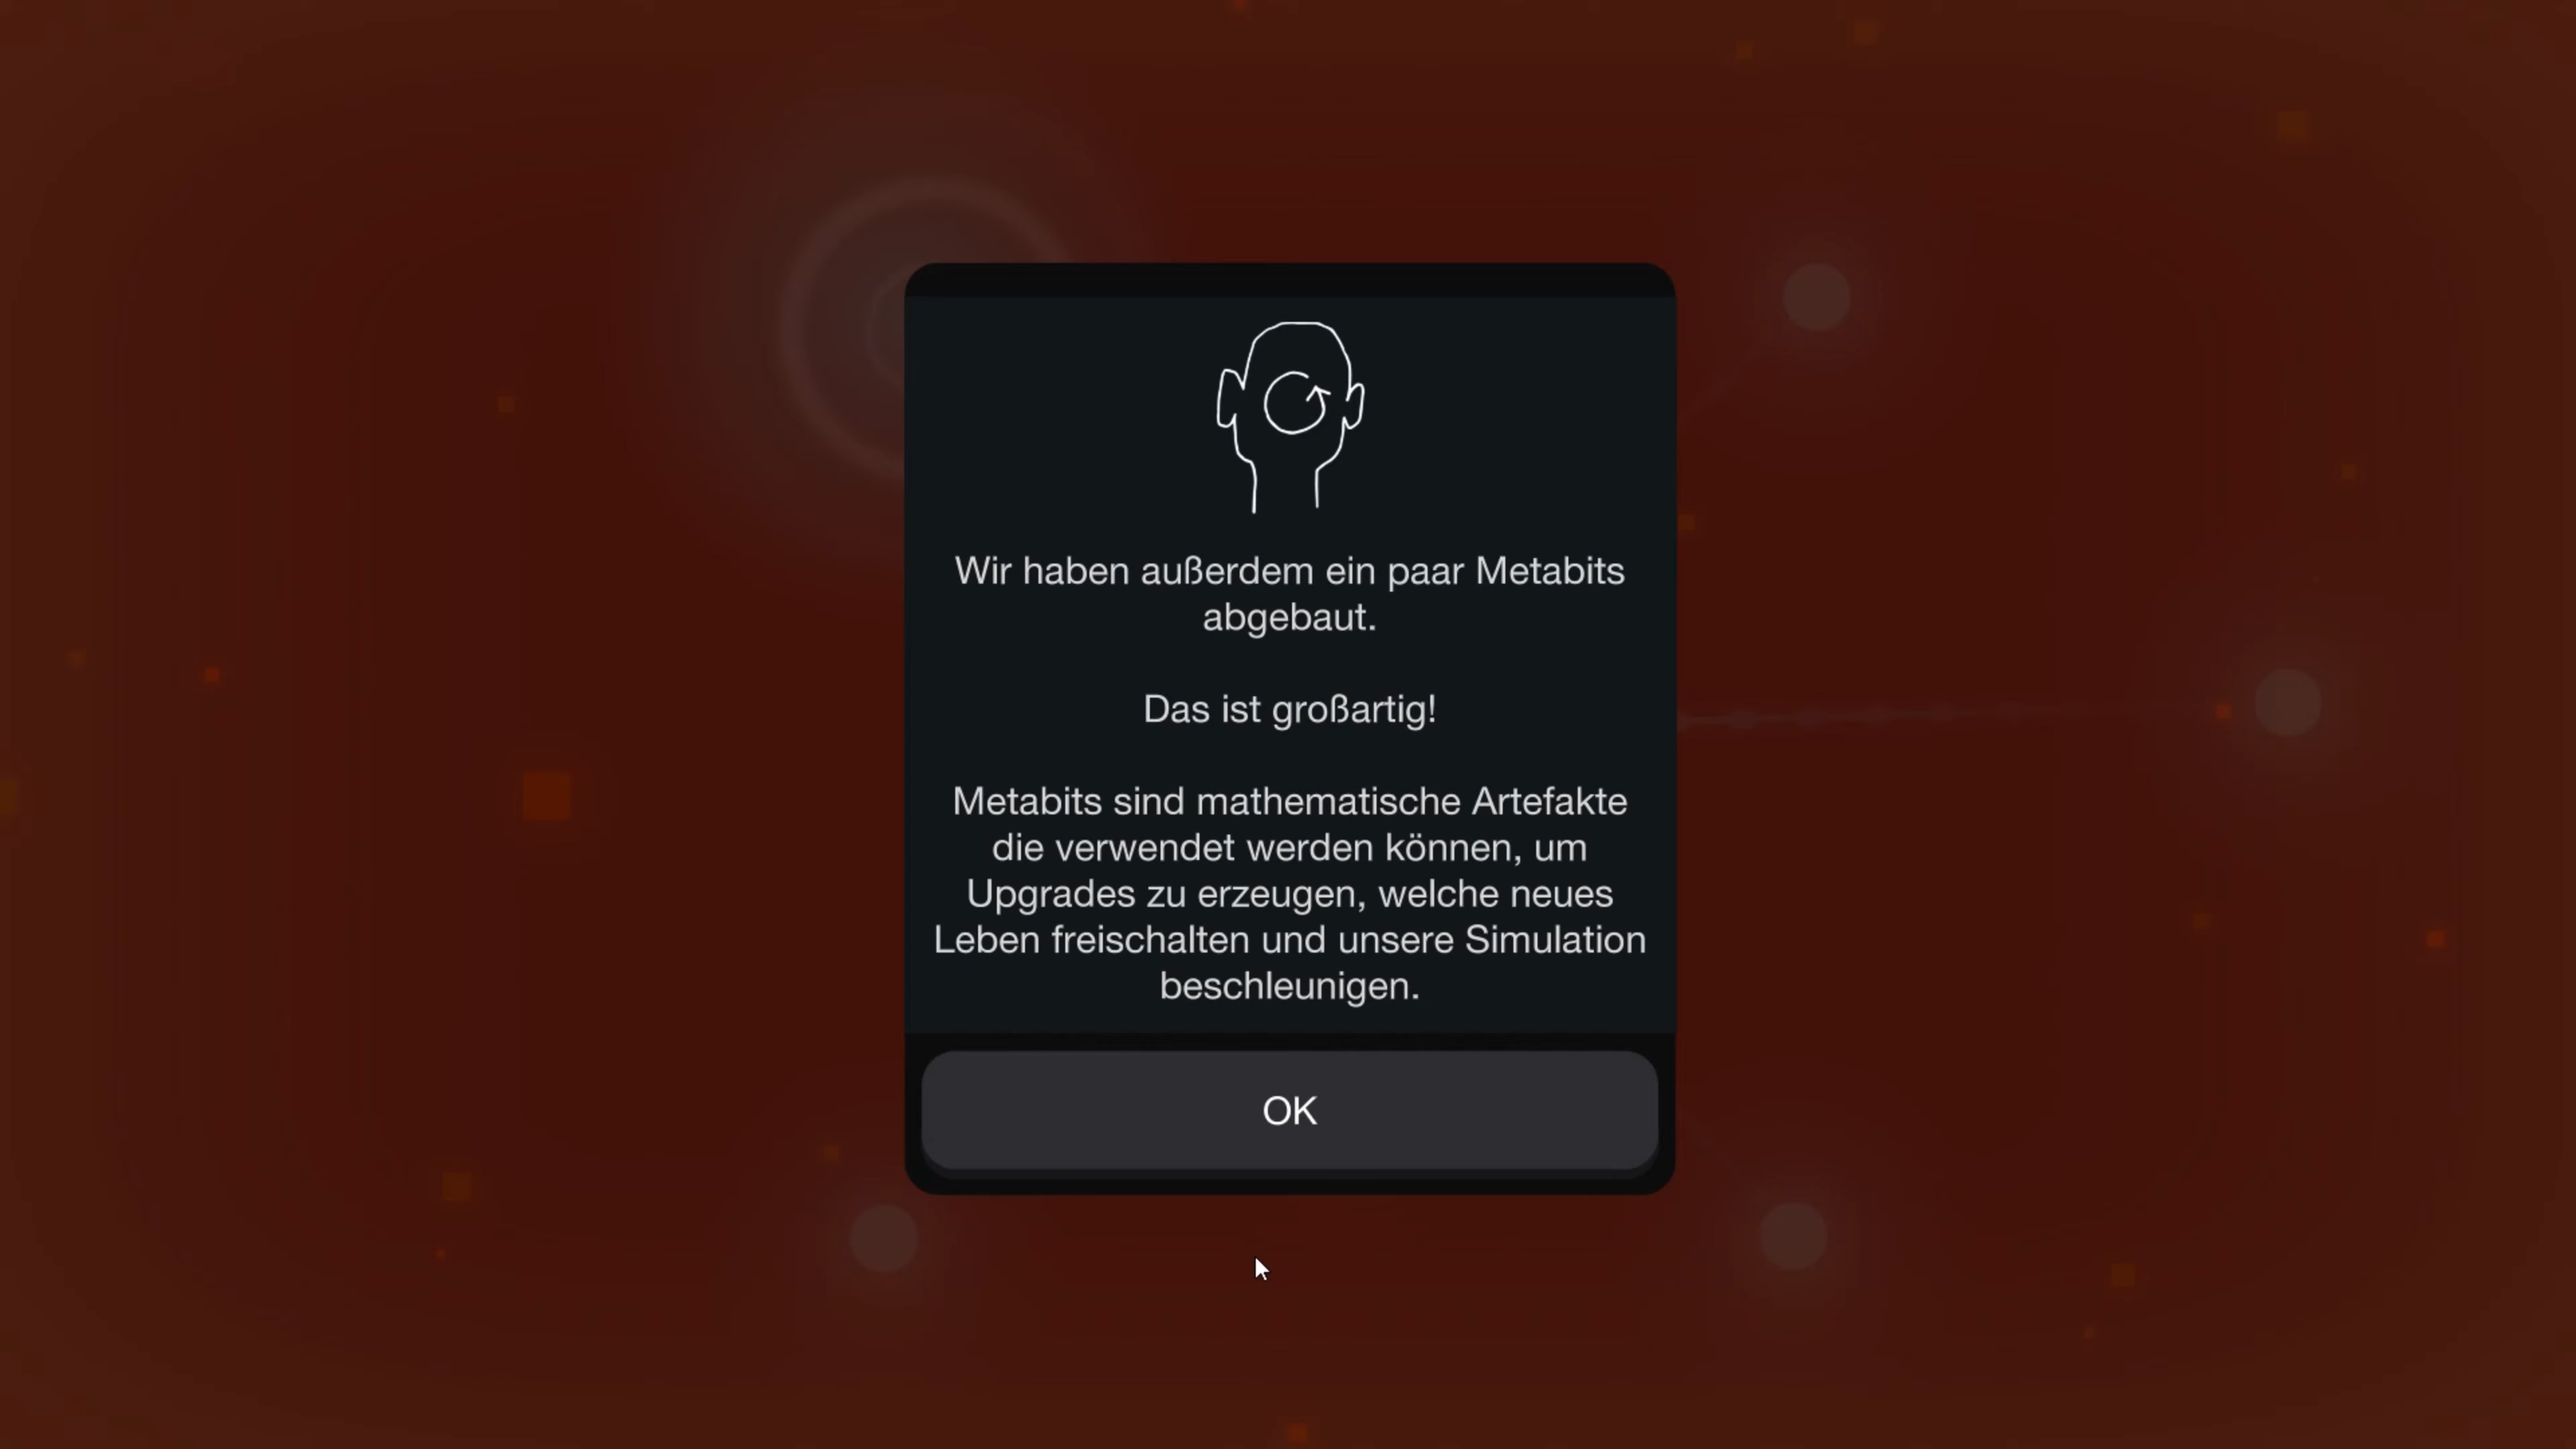 Wir haben außerdem ein paar Metabits
abgebaut.
Das ist großartig!
Metabits sind mathematische Artefakte
die verwendet werden können, um
Upgrades zu erzeugen, welche neues
Leben freischalten und unsere Simulation
beschleunigen.
OK